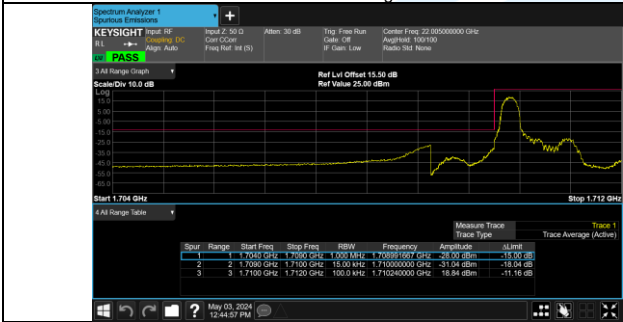 Spectrum Analyzer 1
Spurious Emissions
+
KEYSIGHT Input: RF
Coupling: DC
Align: Auto
RL
PASS
Input Z: 50 Ω
Corr CCorr
Freq Ref: Int (S)
Atten: 30 dB
Trig: Free Run
Gate: Off
IF Gain: Low
Center Freq: 22.005000000 GHz
Avg|Hold: 100/100
Radio Std: None
3 All Range Graph
Scale/Div 10.0 dB
Ref Lvl Offset 15.50 dB
Ref Value 25.00 dBm
Log
15.0
5.00
-5.00
-15.0
-25.0
-35.0
-45.0
-55.0
-65.0
Start 1.704 GHz
Stop 1.712 GHz
4 All Range Table
Measure Trace Trace 1
Trace Type Trace Average (Active)
Spur Range Start Freq Stop Freq RBW Frequency Amplitude ΔLimit
1 1 1.7040 GHz 1.7090 GHz 1.000 MHz 1.708991667 GHz -28.00 dBm -15.00 dB
2 2 1.7090 GHz 1.7100 GHz 15.00 kHz 1.710000000 GHz -31.04 dBm -18.04 dB
3 3 1.7100 GHz 1.7120 GHz 100.0 kHz 1.710240000 GHz 18.84 dBm -11.16 dB
?
May 03, 2024
12:44:57 PM